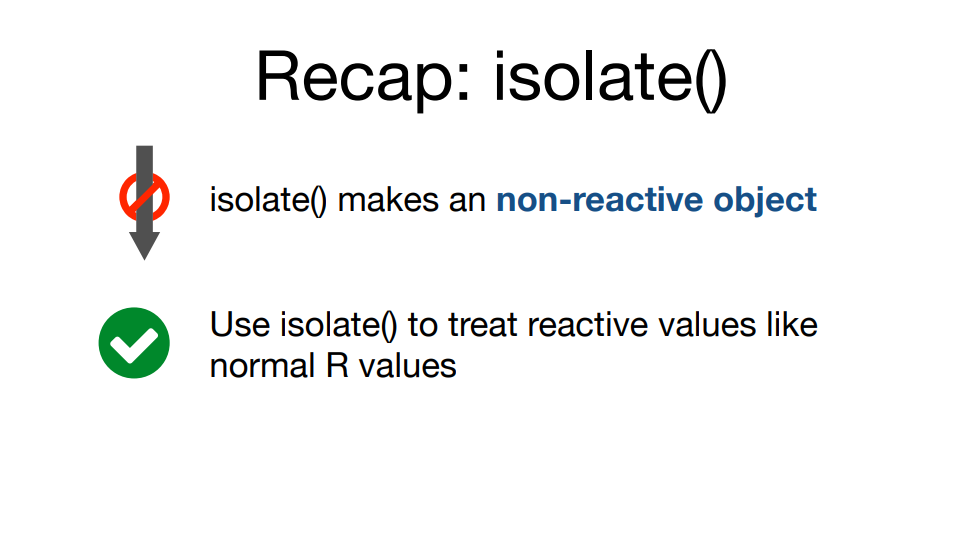 Recap: isolate()
isolate() makes an non-reactive object
Use isolate() to treat reactive values like
normal R values